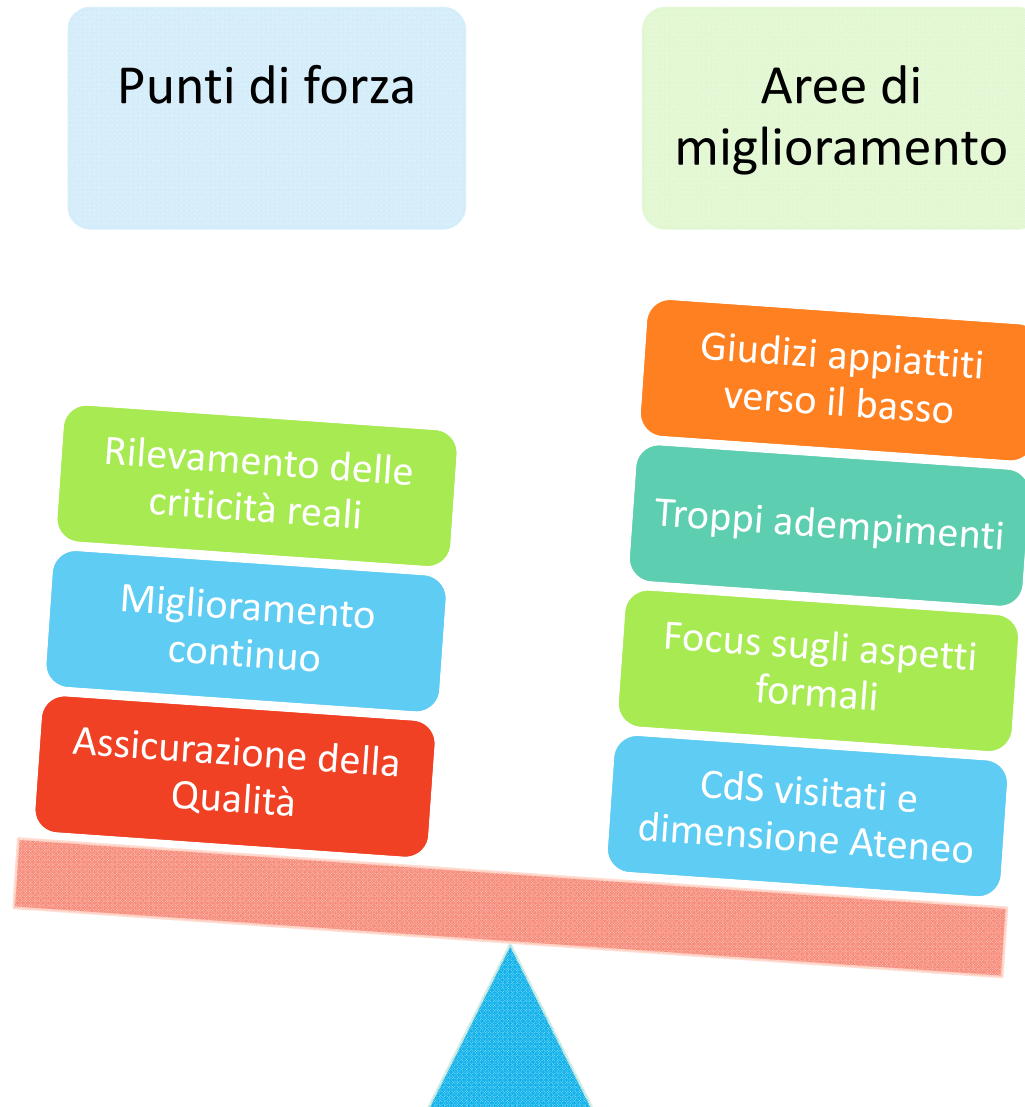 Punti di forza
Aree di
miglioramento
Rilevamento delle
criticità reali
Miglioramento
continuo
Assicurazione della
Qualità
Giudizi appiattiti
verso il basso
Troppi adempimenti
Focus sugli aspetti
formali
CdS visitati e
dimensione Ateneo